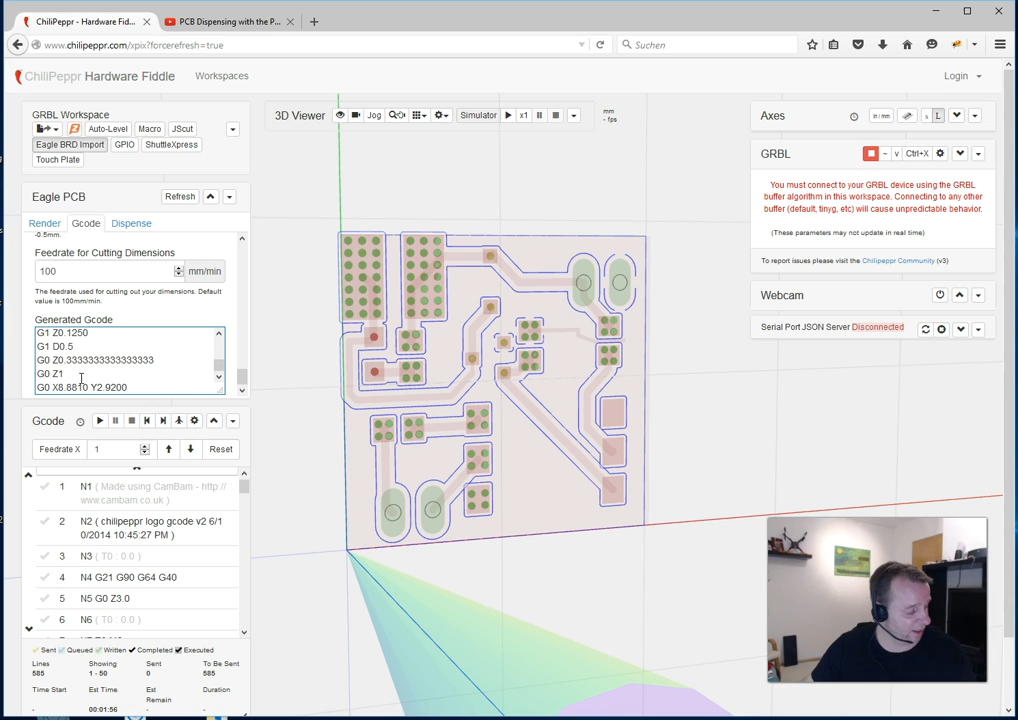 ChiliPeppr - Hardware Fiddl...
PCB Dispensing with the P...
www.chilipeppr.com/xpix?forcerefresh=true
Suchen
ChiliPeppr Hardware Fiddle
Workspaces
Login
GRBL Workspace
Auto-Level
Macro
JScut
Eagle BRD Import
GPIO
ShuttleXpress
Touch Plate
3D Viewer
Jog
Simulator
x1
mm
- fps
Axes
in / mm
s
L
GRBL
~
v
Ctrl+X
You must connect to your GRBL device using the GRBL
buffer algorithm in this workspace. Connecting to any other
buffer (default, tinyg, etc) will cause unpredictable behavior.
(These parameters may not update in real time)
To report issues please visit the Chilipeppr Community (v3)
Webcam
Serial Port JSON Server Disconnected
Eagle PCB
Refresh
Render
Gcode
Dispense
-0.5mm.
Feedrate for Cutting Dimensions
100
mm/min
The feedrate used for cutting out your dimensions. Default
value is 100mm/min.
Generated Gcode
G1 Z0.1250
G1 D0.5
G0 Z0.3333333333333333
G0 Z1
G0 X8.8810 Y2.9200
Gcode
Feedrate X
1
Reset
1 N1 ( Made using CamBam - http://
www.cambam.co.uk )
2 N2 ( chilipeppr logo gcode v2 6/1
0/2014 10:45:27 PM )
3 N3 ( T0 : 0.0 )
4 N4 G21 G90 G64 G40
5 N5 G0 Z3.0
6 N6 ( T0 : 0.0 )
Sent Queued Written Completed Executed
Lines
585
Showing
1 - 50
Sent
0
To Be Sent
585
Time Start
-
Est Time
00:01:56
Est
Remain
-
Duration
-